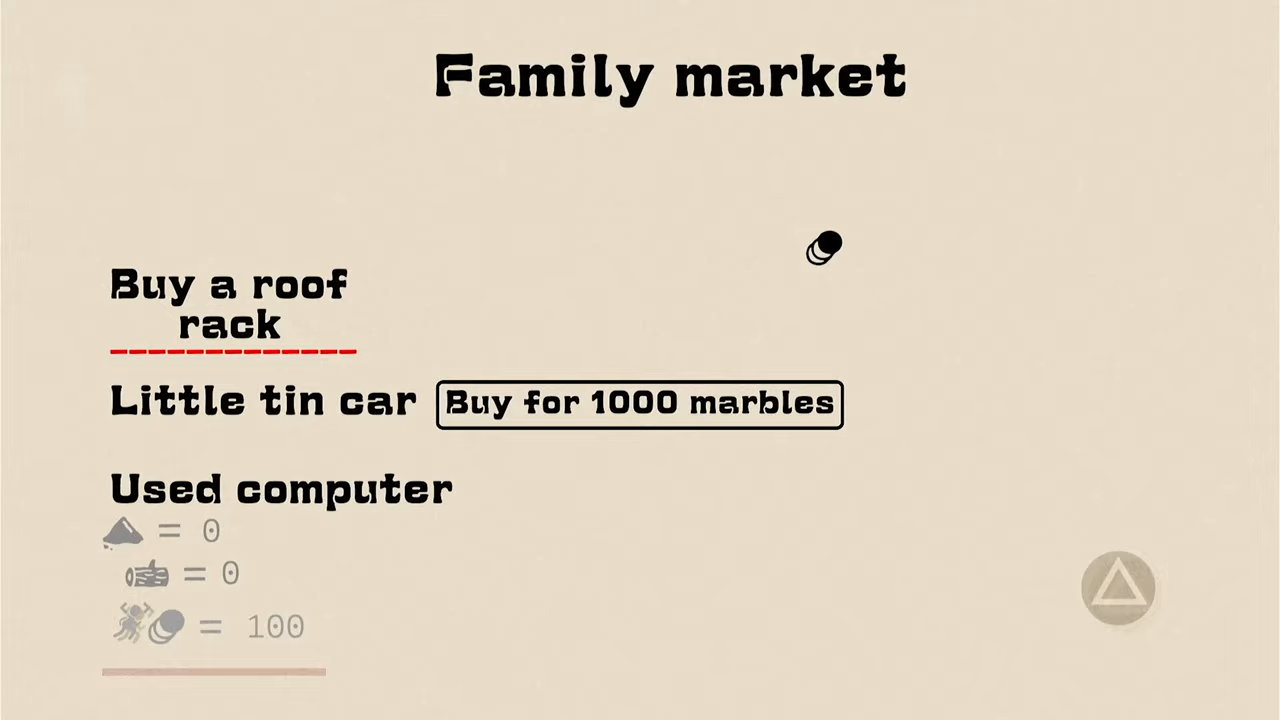 Family market
Buy a roof
rack
Little tin car
Buy for 1000 marbles
Used computer
= 0
= 0
= 100